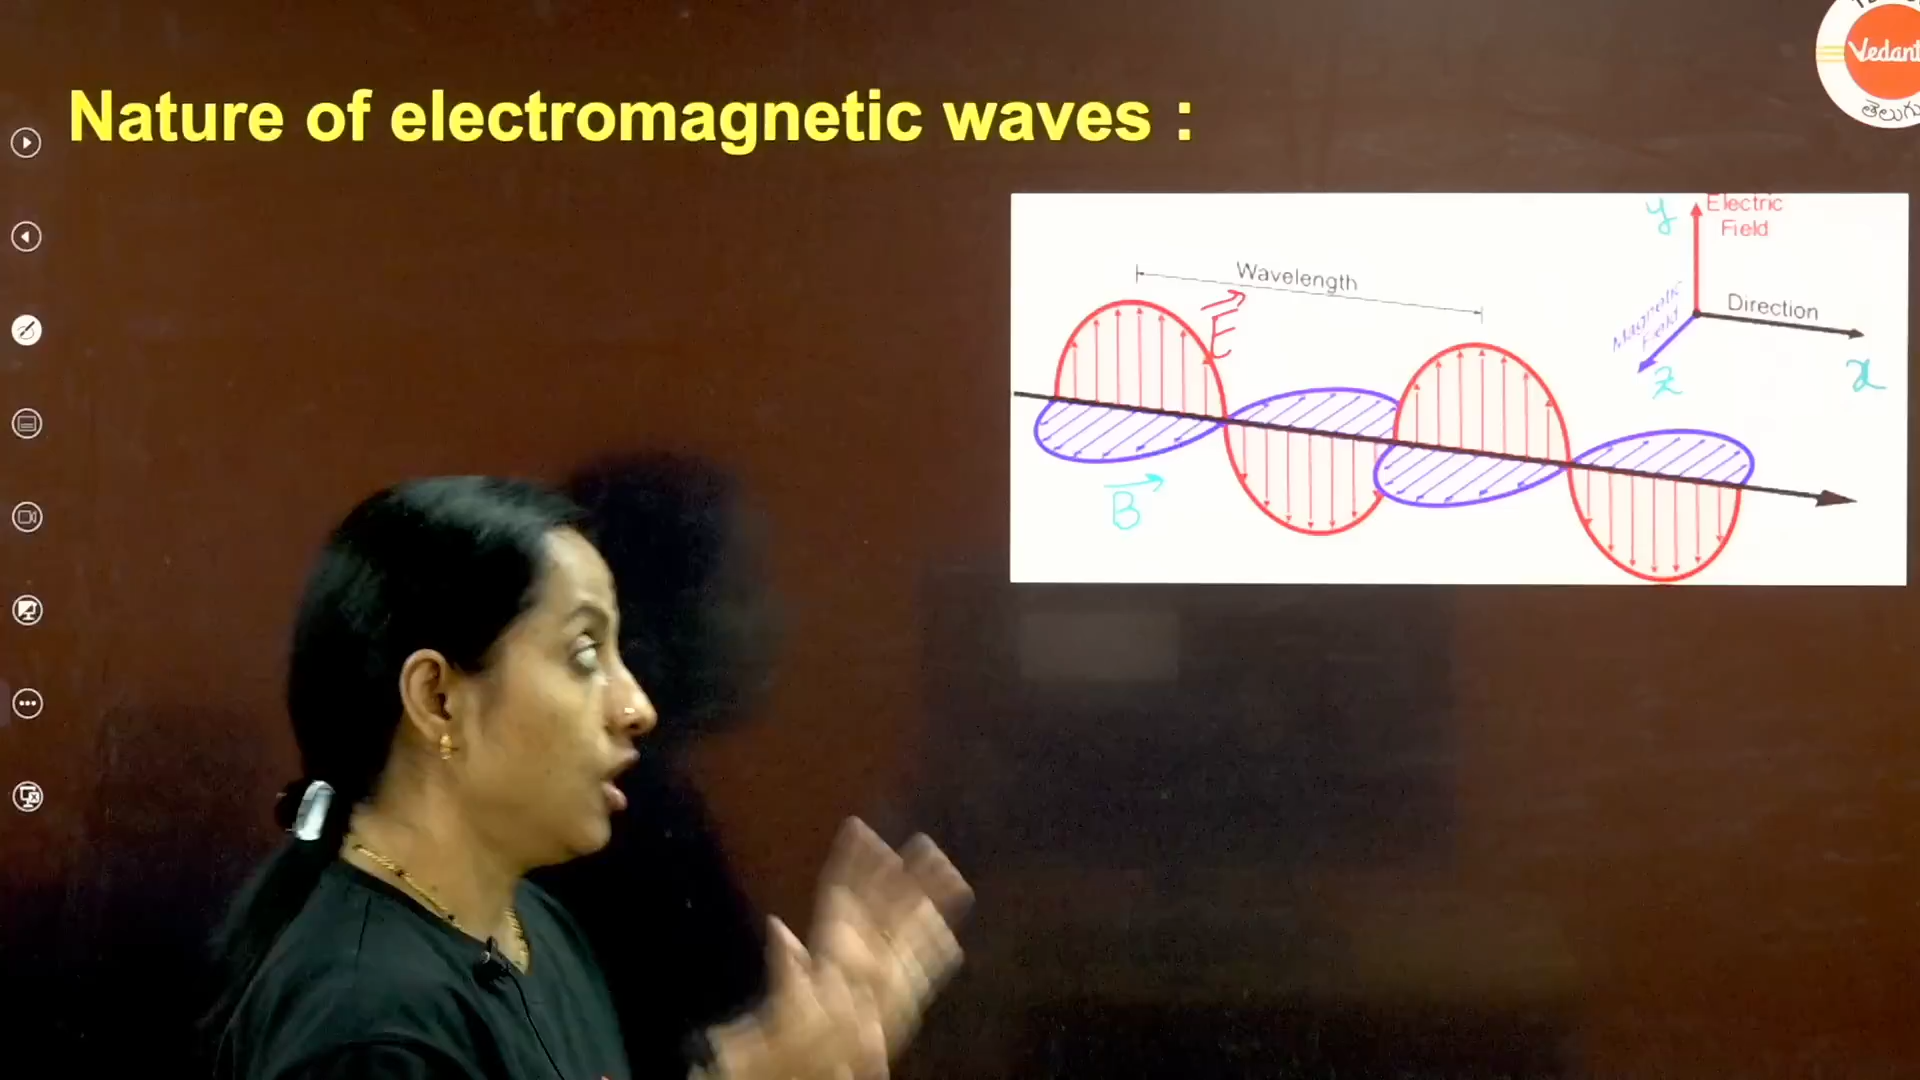 Nature of electromagnetic waves :
Vedant
తెలుగు
y
Electric
Field
Wavelength
E
Magnetic
Field
Direction
z
x
B